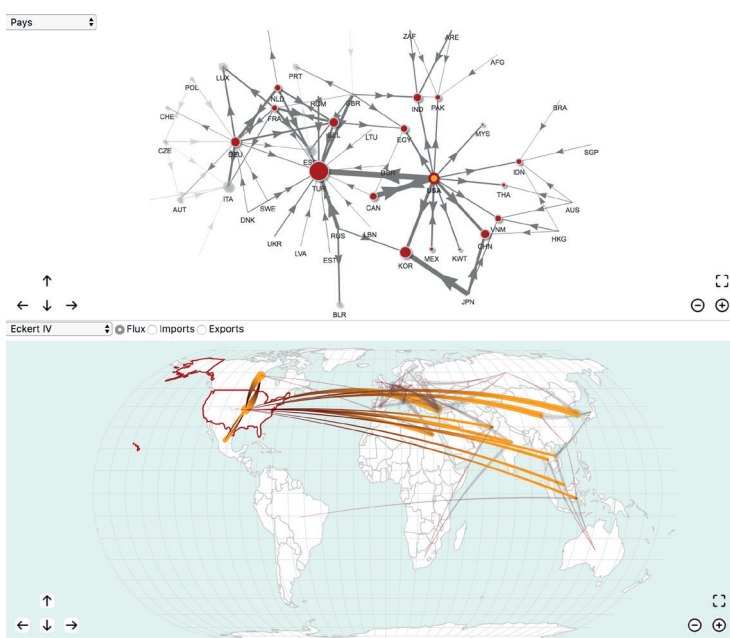 Pays
ZAF
ARE
AFG
LUX
PRT
POL
NLD
ROM
GBR
IND
PAK
BRA
CHE
FRA
BEL
LTU
EGY
MYS
CZE
DEU
SGP
IDN
TUR
BGR
USA
ITA
THA
AUT
DNK
SWE
CAN
AUS
VNM
UKR
RUS
LBN
CHN
HKG
LVA
EST
KOR
MEX
KWT
JPN
BLR
Eckert IV
Flux
Imports
Exports